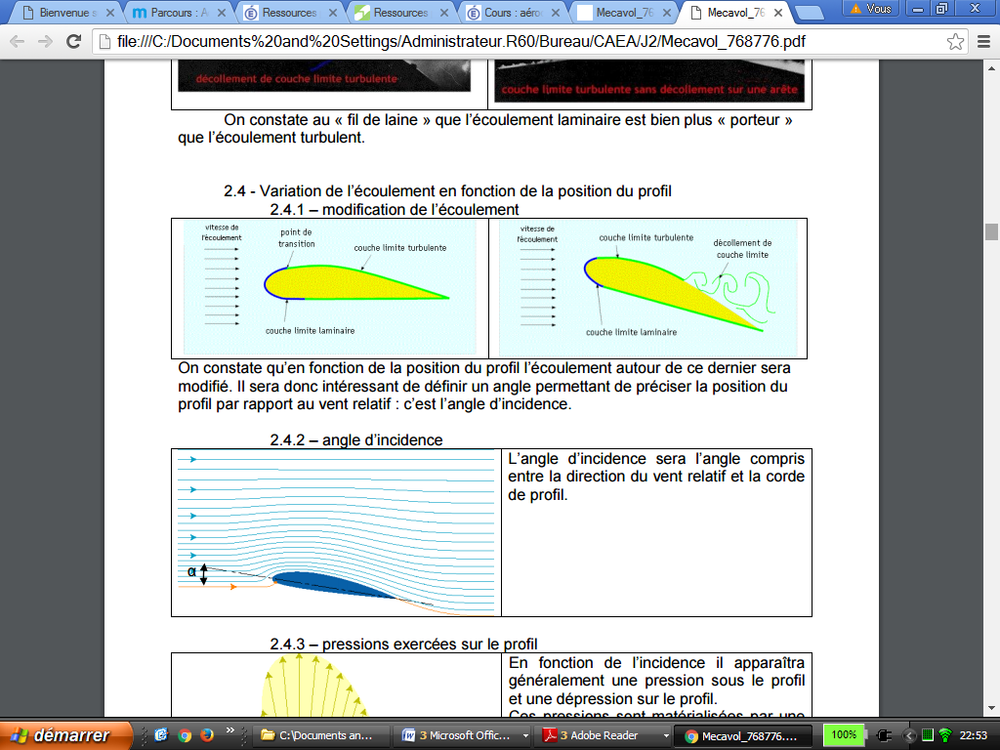 Bienvenue s
Parcours : A
Ressources
Ressources
Cours : aéro
Mecavol_76
Mecavol_76
Vous
file:///C:/Documents%20and%20Settings/Administrateur.R60/Bureau/CAEA/J2/Mecavol_768776.pdf
décollement de couche limite turbulente
couche limite turbulente sans décollement sur une arête
On constate au « fil de laine » que l'écoulement laminaire est bien plus « porteur »
que l'écoulement turbulent.
2.4 - Variation de l'écoulement en fonction de la position du profil
2.4.1 – modification de l'écoulement
vitesse de
l'écoulement
point de
transition
couche limite turbulente
couche limite laminaire
vitesse de
l'écoulement
couche limite turbulente
décollement de
couche limite
couche limite laminaire
On constate qu'en fonction de la position du profil l'écoulement autour de ce dernier sera
modifié. Il sera donc intéressant de définir un angle permettant de préciser la position du
profil par rapport au vent relatif : c'est l'angle d'incidence.
2.4.2 – angle d'incidence
α
L'angle d'incidence sera l'angle compris
entre la direction du vent relatif et la corde
de profil.
2.4.3 – pressions exercées sur le profil
En fonction de l'incidence il apparaîtra
généralement une pression sous le profil
et une dépression sur le profil.
Ces pressions sont matérialisées par une
démarrer
»
C:\Documents an...
3 Microsoft Offic...
3 Adobe Reader
Mecavol_768776....
100%
22:53